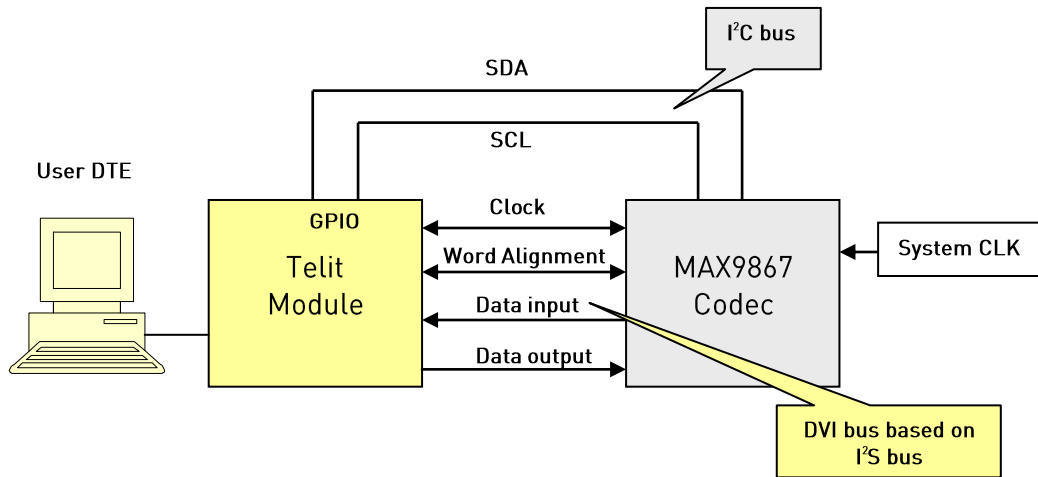 I²C bus
SDA
SCL
User DTE
GPIO
Telit
Module
Clock
Word Alignment
Data input
Data output
MAX9867
Codec
System CLK
DVI bus based on
I²S bus